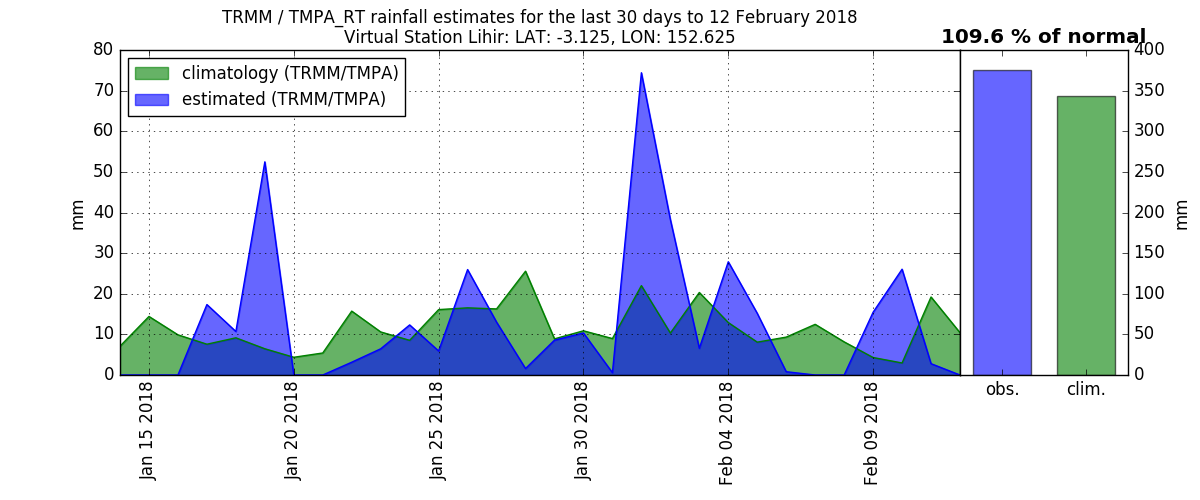 TRMM / TMPA_RT rainfall estimates for the last 30 days to 12 February 2018
Virtual Station Lihir: LAT: -3.125, LON: 152.625
109.6 % of normal
climatology (TRMM/TMPA)
estimated (TRMM/TMPA)
80
70
60
50
40
30
20
10
0
mm
Jan 15 2018
Jan 20 2018
Jan 25 2018
Jan 30 2018
Feb 04 2018
Feb 09 2018
obs.
clim.
400
350
300
250
200
150
100
50
0
mm